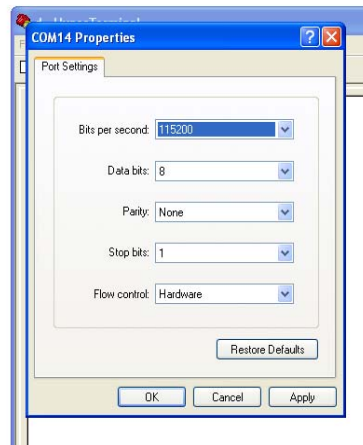 d - HyperTerminal
COM14 Properties
Port Settings
Bits per second: 115200
Data bits: 8
Parity: None
Stop bits: 1
Flow control: Hardware
Restore Defaults
OK Cancel Apply